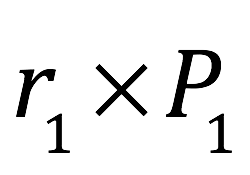 r₁ × P₁